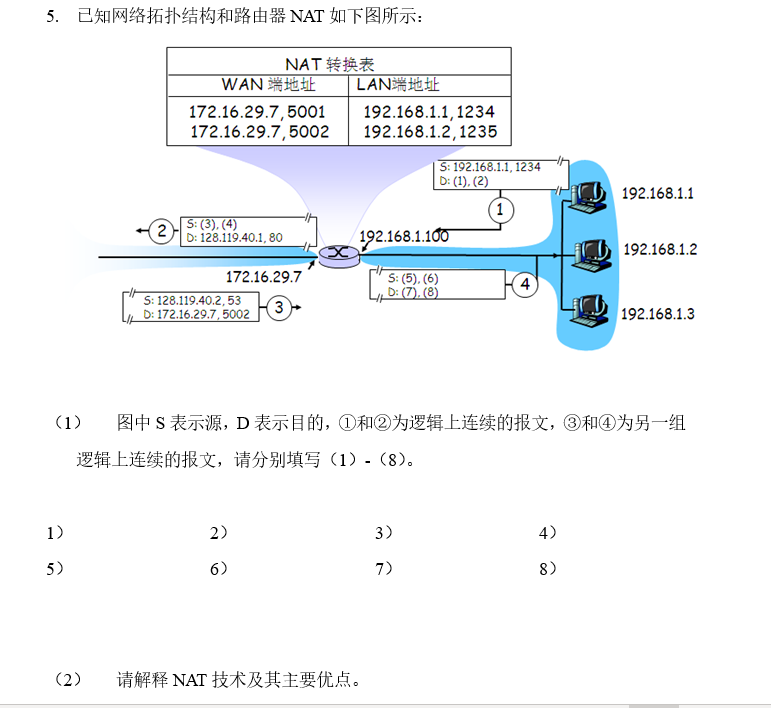 5. 已知网络拓扑结构和路由器 NAT 如下图所示：
NAT 转换表
WAN 端地址 LAN端地址
172.16.29.7, 5001 192.168.1.1, 1234
172.16.29.7, 5002 192.168.1.2, 1235
S: 192.168.1.1, 1234
D: (1), (2)
1
192.168.1.1
2
S: (3), (4)
D: 128.119.40.1, 80
192.168.1.100
192.168.1.2
172.16.29.7
S: (5), (6)
D: (7), (8)
4
S: 128.119.40.2, 53
D: 172.16.29.7, 5002
3
192.168.1.3
（1） 图中 S 表示源，D 表示目的，①和②为逻辑上连续的报文，③和④为另一组
逻辑上连续的报文，请分别填写（1）-（8）。
1） 2） 3） 4）
5） 6） 7） 8）
（2） 请解释 NAT 技术及其主要优点。